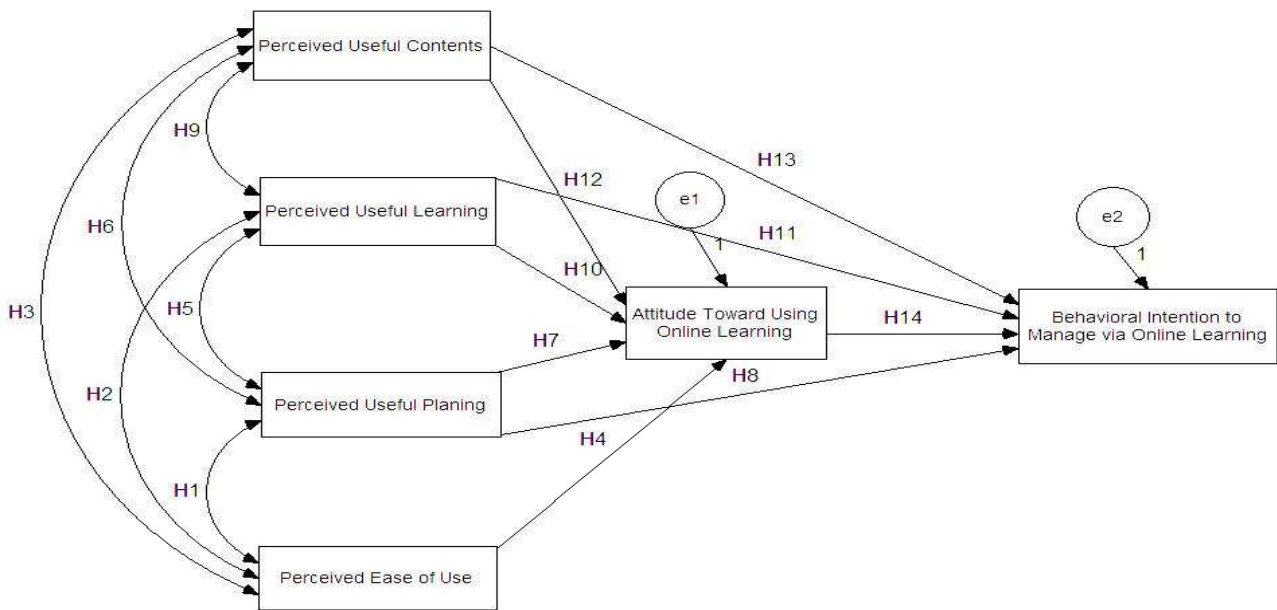 Perceived Useful Contents
H9
H13
H12
e1
Perceived Useful Learning
e2
H6
H11
1
1
H10
H3
H5
Attitude Toward Using
Online Learning
H14
Behavioral Intention to
Manage via Online Learning
H7
H2
H8
Perceived Useful Planing
H4
H1
Perceived Ease of Use